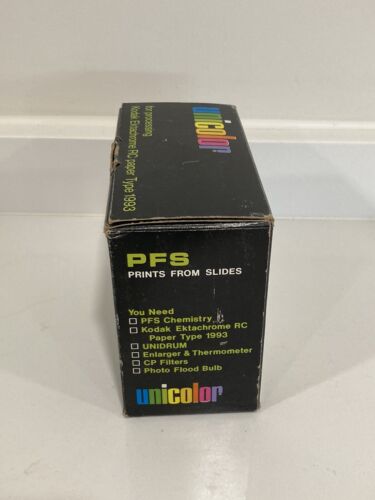 unicolor
for processing
Kodak Ektachrome RC paper Type 1993
PFS
PRINTS FROM SLIDES
You Need
PFS Chemistry
Kodak Ektachrome RC
Paper Type 1993
UNIDRUM
Enlarger & Thermometer
CP Filters
Photo Flood Bulb
unicolor